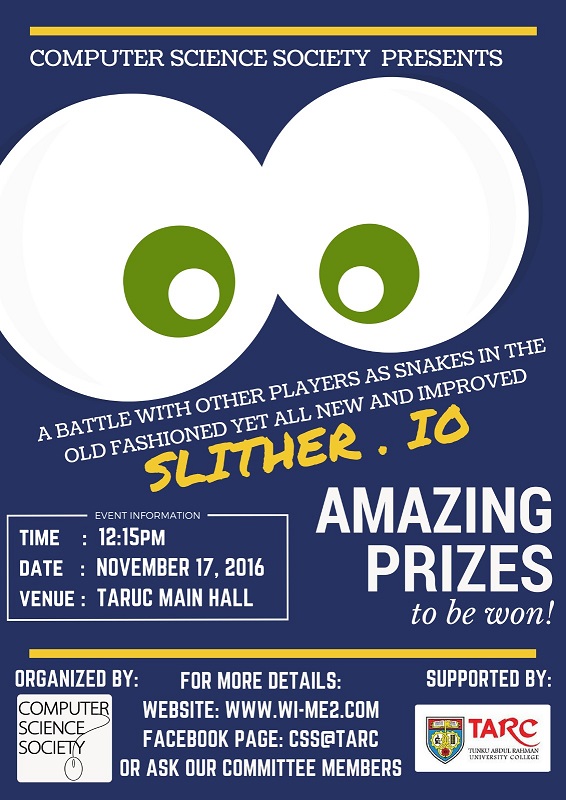 COMPUTER SCIENCE SOCIETY PRESENTS
A BATTLE WITH OTHER PLAYERS AS SNAKES IN THE
OLD FASHIONED YET ALL NEW AND IMPROVED
SLITHER . IO
AMAZING
PRIZES
to be won!
EVENT INFORMATION
TIME : 12:15PM
DATE : NOVEMBER 17, 2016
VENUE : TARUC MAIN HALL
ORGANIZED BY:
COMPUTER
SCIENCE
SOCIETY
FOR MORE DETAILS:
WEBSITE: WWW.WI-ME2.COM
FACEBOOK PAGE: CSS@TARC
OR ASK OUR COMMITTEE MEMBERS
SUPPORTED BY:
TARC
TUNKU ABDUL RAHMAN
UNIVERSITY COLLEGE